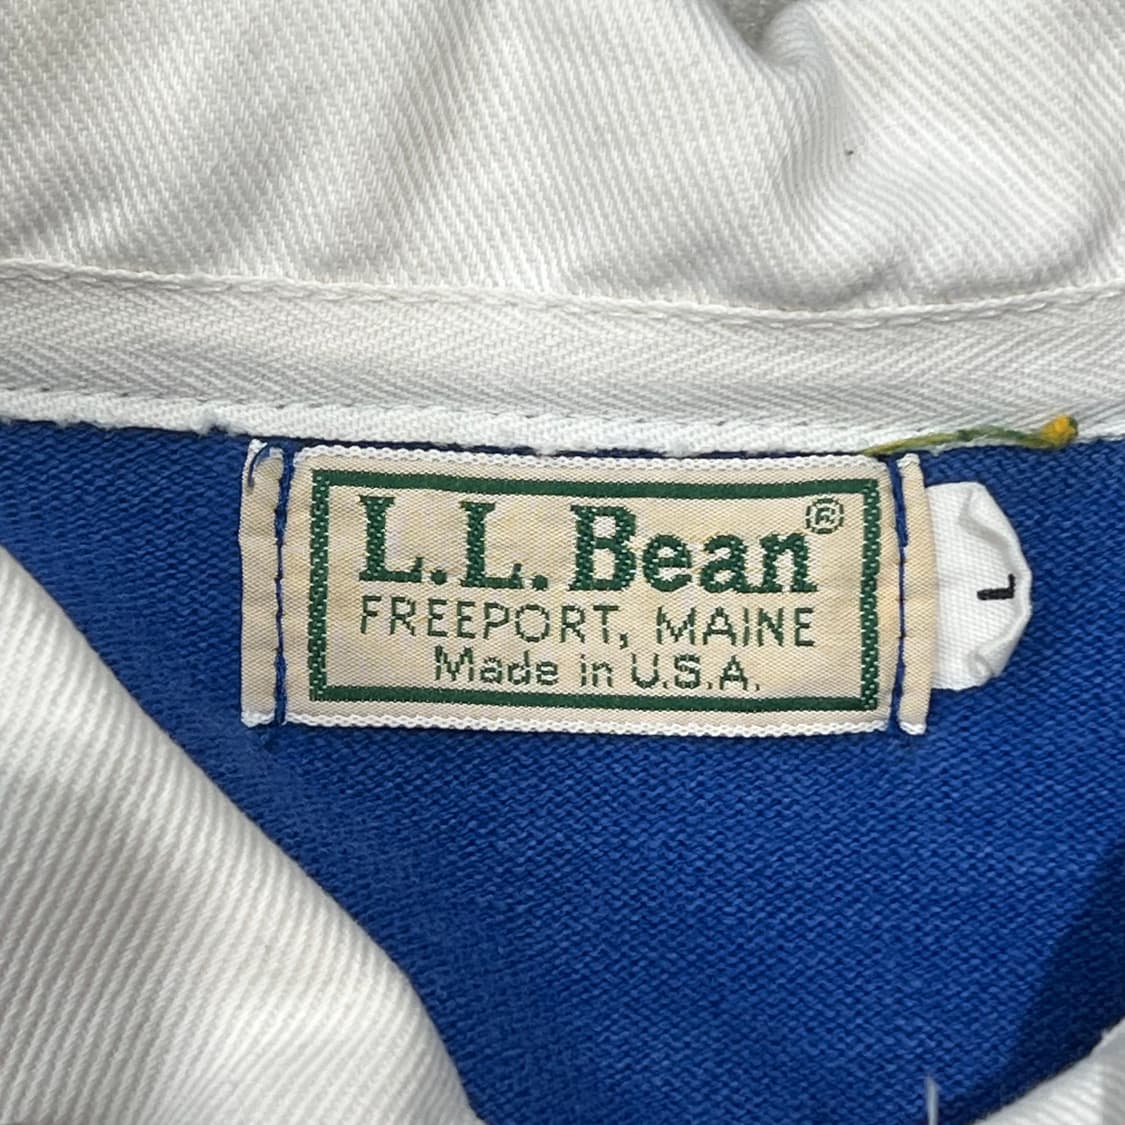 L.L.Bean®
FREEPORT, MAINE
Made in U.S.A.
L